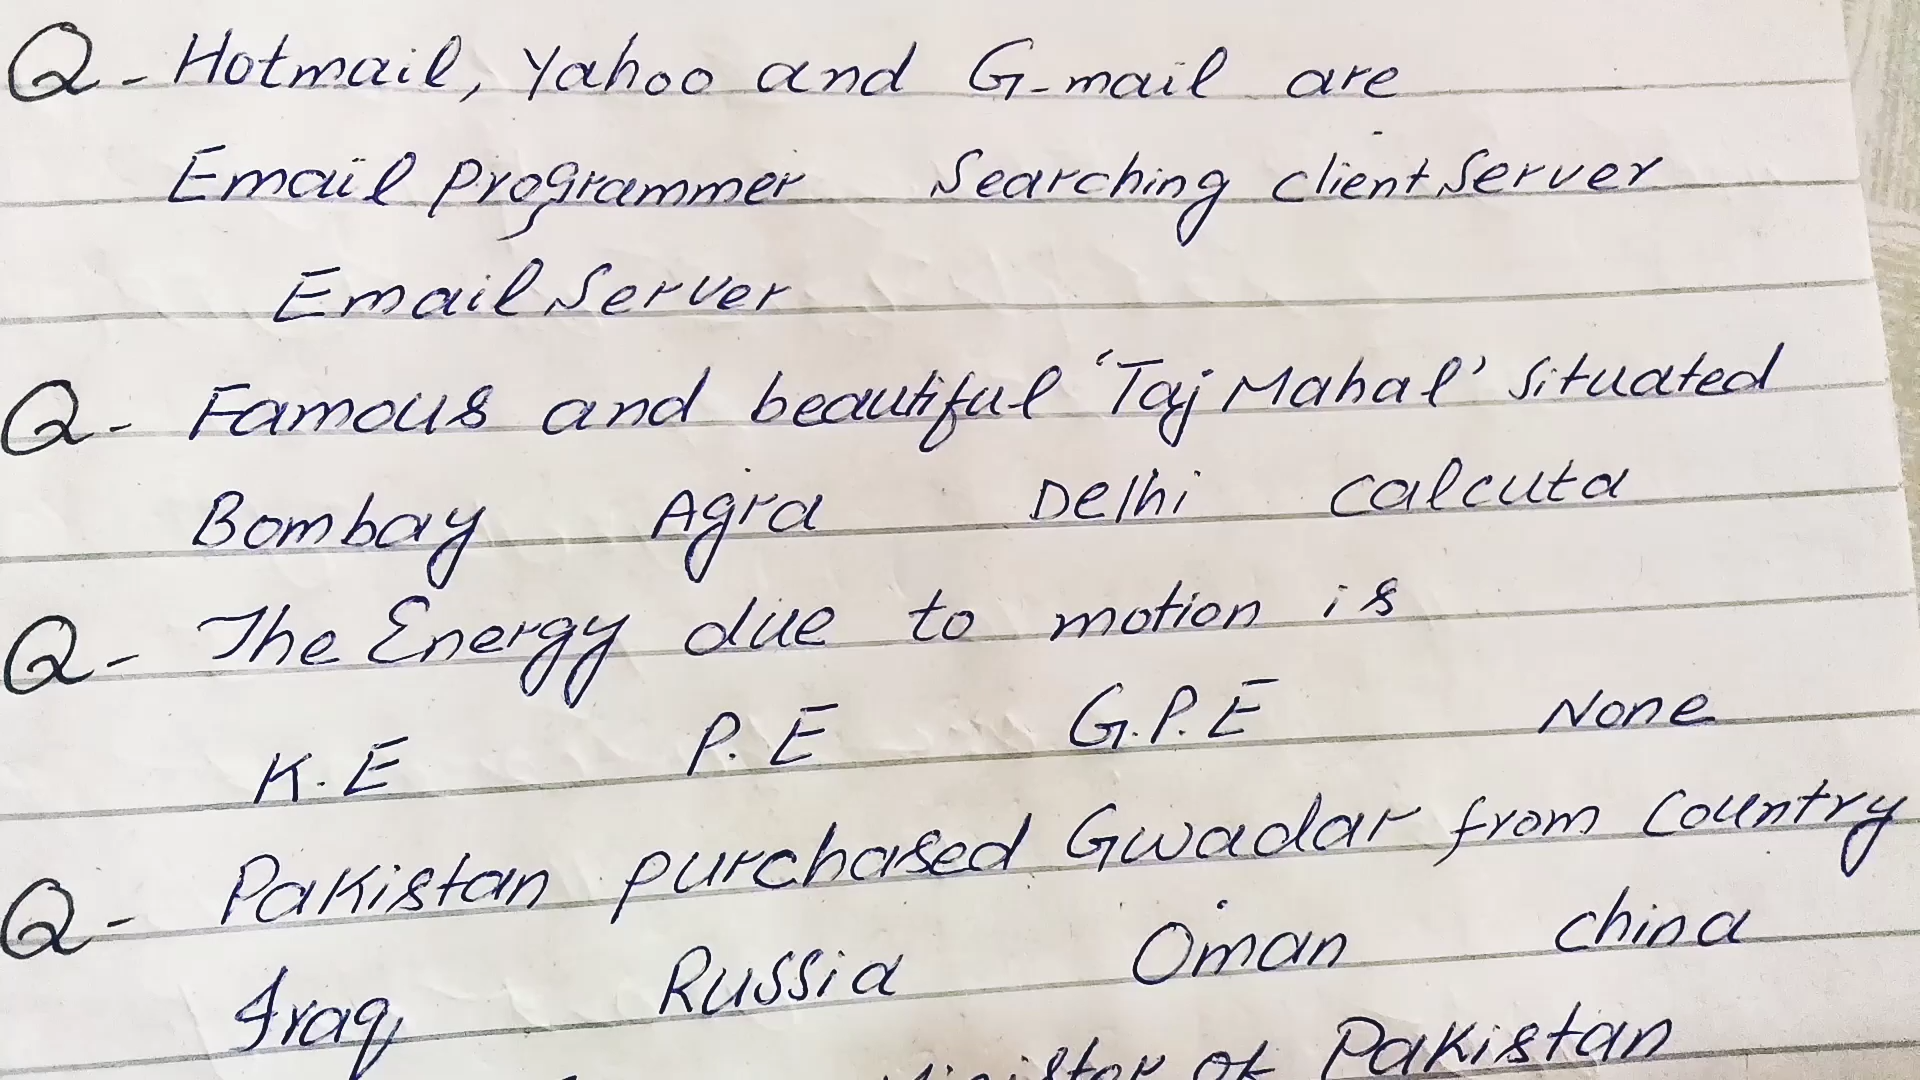 Q - Hotmail, Yahoo and G-mail are
Email Programmer Searching client Server
Email Server
Q - Famous and beautiful 'Taj Mahal' situated
Bombay Agra Delhi calcuta
Q - The Energy due to motion is
K.E P.E G.P.E None
Q - Pakistan purchased Gwadar from Country
Iraq Russia Oman china
of Pakistan